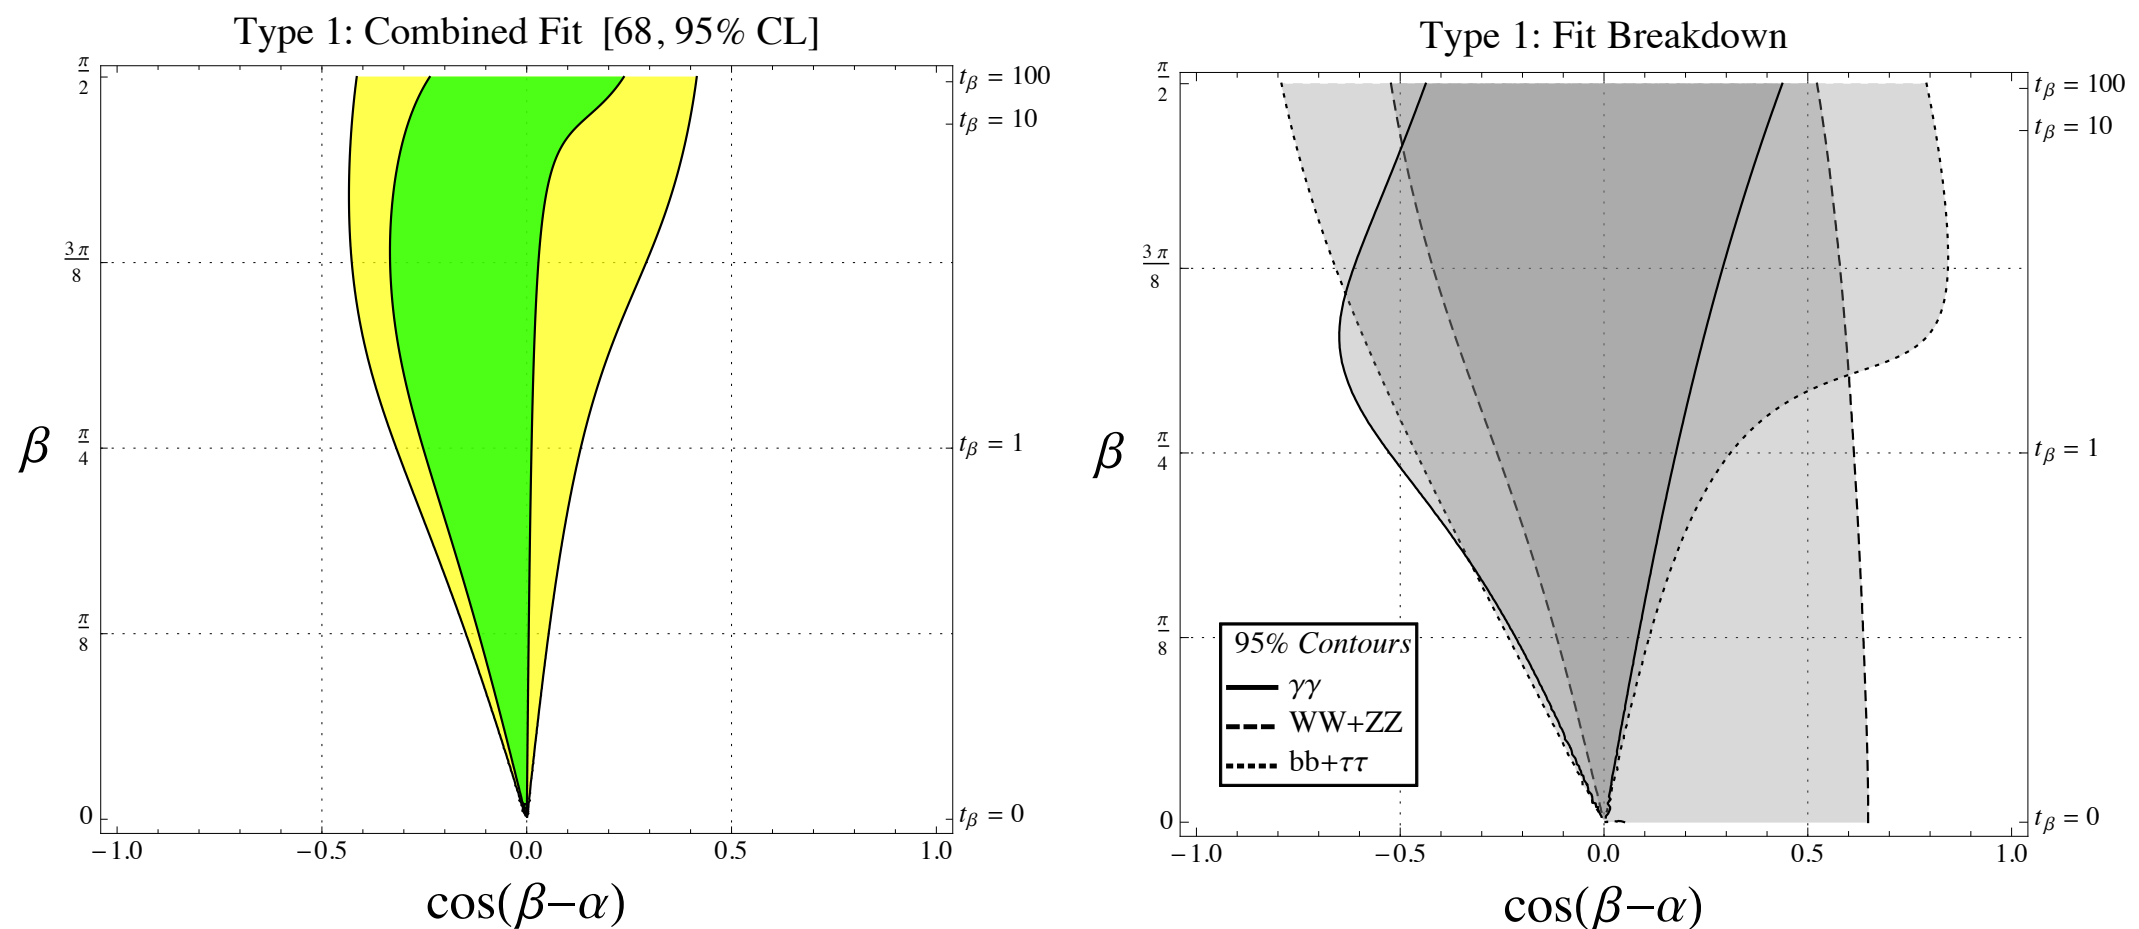 Type 1: Combined Fit [68, 95% CL]
π/2
3π/8
π/4
π/8
0
β
t_β = 100
t_β = 10
t_β = 1
t_β = 0
−1.0 −0.5 0.0 0.5 1.0
cos(β−α)
Type 1: Fit Breakdown
π/2
3π/8
π/4
π/8
0
β
t_β = 100
t_β = 10
t_β = 1
t_β = 0
95% Contours
γγ
WW+ZZ
bb+ττ
−1.0 −0.5 0.0 0.5 1.0
cos(β−α)